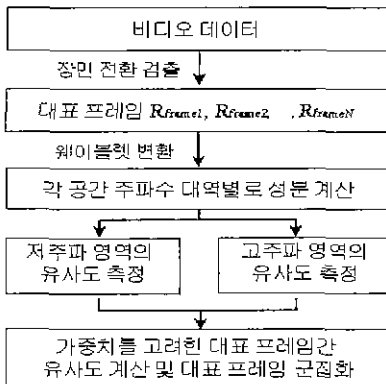 비디오 데이터
장면 전환 검출
대표 프레임 Rframe1, Rframe2, , RframeN
웨이블렛 변환
각 공간 주파수 대역별로 성분 계산
저주파 영역의
유사도 측정
고주파 영역의
유사도 측정
가중치를 고려한 대표 프레임간
유사도 계산 및 대표 프레임 군집화